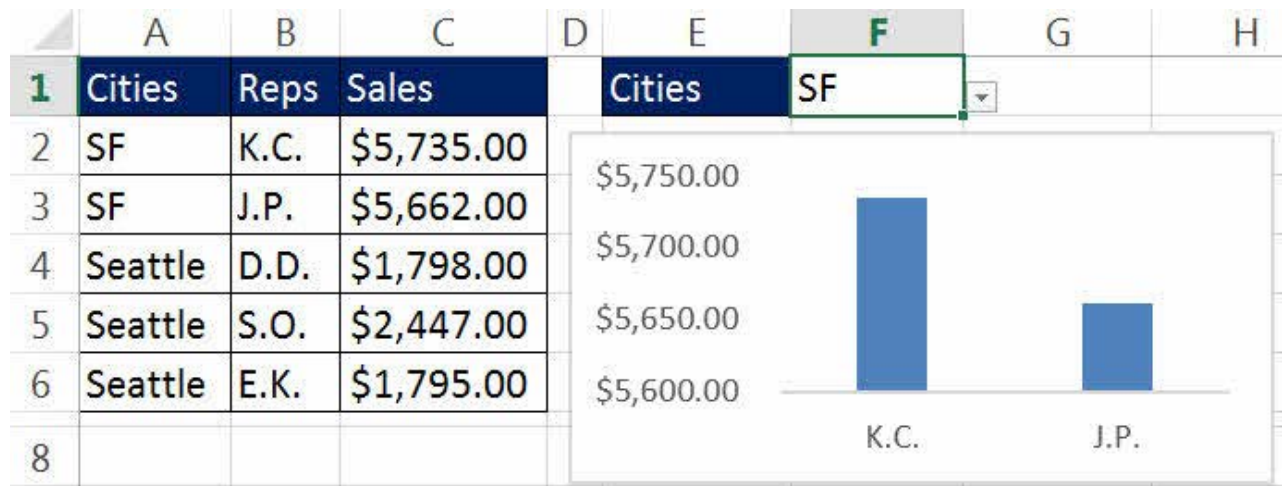 A B C D E F G H
1 Cities Reps Sales Cities SF
2 SF K.C. $5,735.00
$5,750.00
3 SF J.P. $5,662.00
$5,700.00
4 Seattle D.D. $1,798.00
5 Seattle S.O. $2,447.00
$5,650.00
6 Seattle E.K. $1,795.00
$5,600.00
K.C. J.P.
8